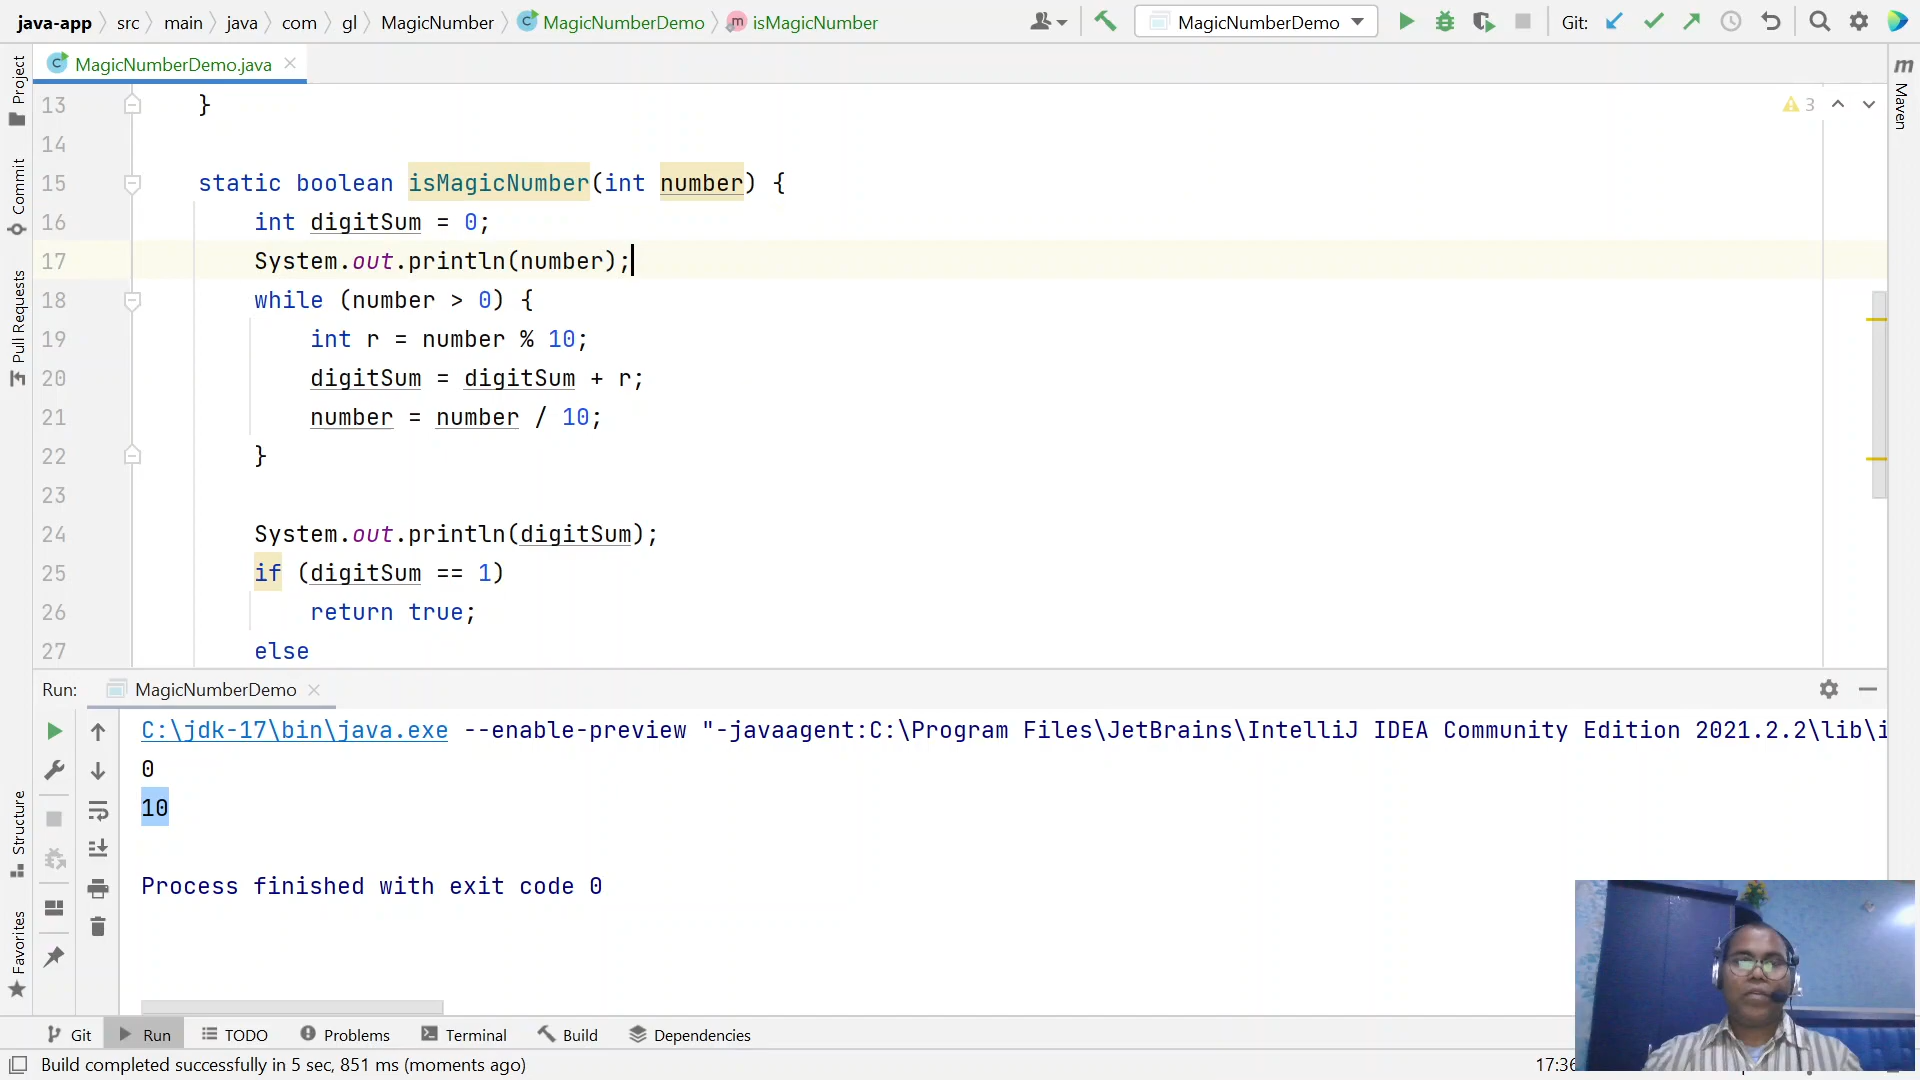 java-app src main java com gl MagicNumber MagicNumberDemo isMagicNumber MagicNumberDemo Git:
MagicNumberDemo.java
Project
Commit
Pull Requests
Structure
Favorites
Maven
3
13 }
14
15 static boolean isMagicNumber(int number) {
16 int digitSum = 0;
17 System.out.println(number);
18 while (number > 0) {
19 int r = number % 10;
20 digitSum = digitSum + r;
21 number = number / 10;
22 }
23
24 System.out.println(digitSum);
25 if (digitSum == 1)
26 return true;
27 else
Run: MagicNumberDemo
C:\jdk-17\bin\java.exe --enable-preview "-javaagent:C:\Program Files\JetBrains\IntelliJ IDEA Community Edition 2021.2.2\lib\i
0
10
Process finished with exit code 0
Git Run TODO Problems Terminal Build Dependencies
Build completed successfully in 5 sec, 851 ms (moments ago) 17:36